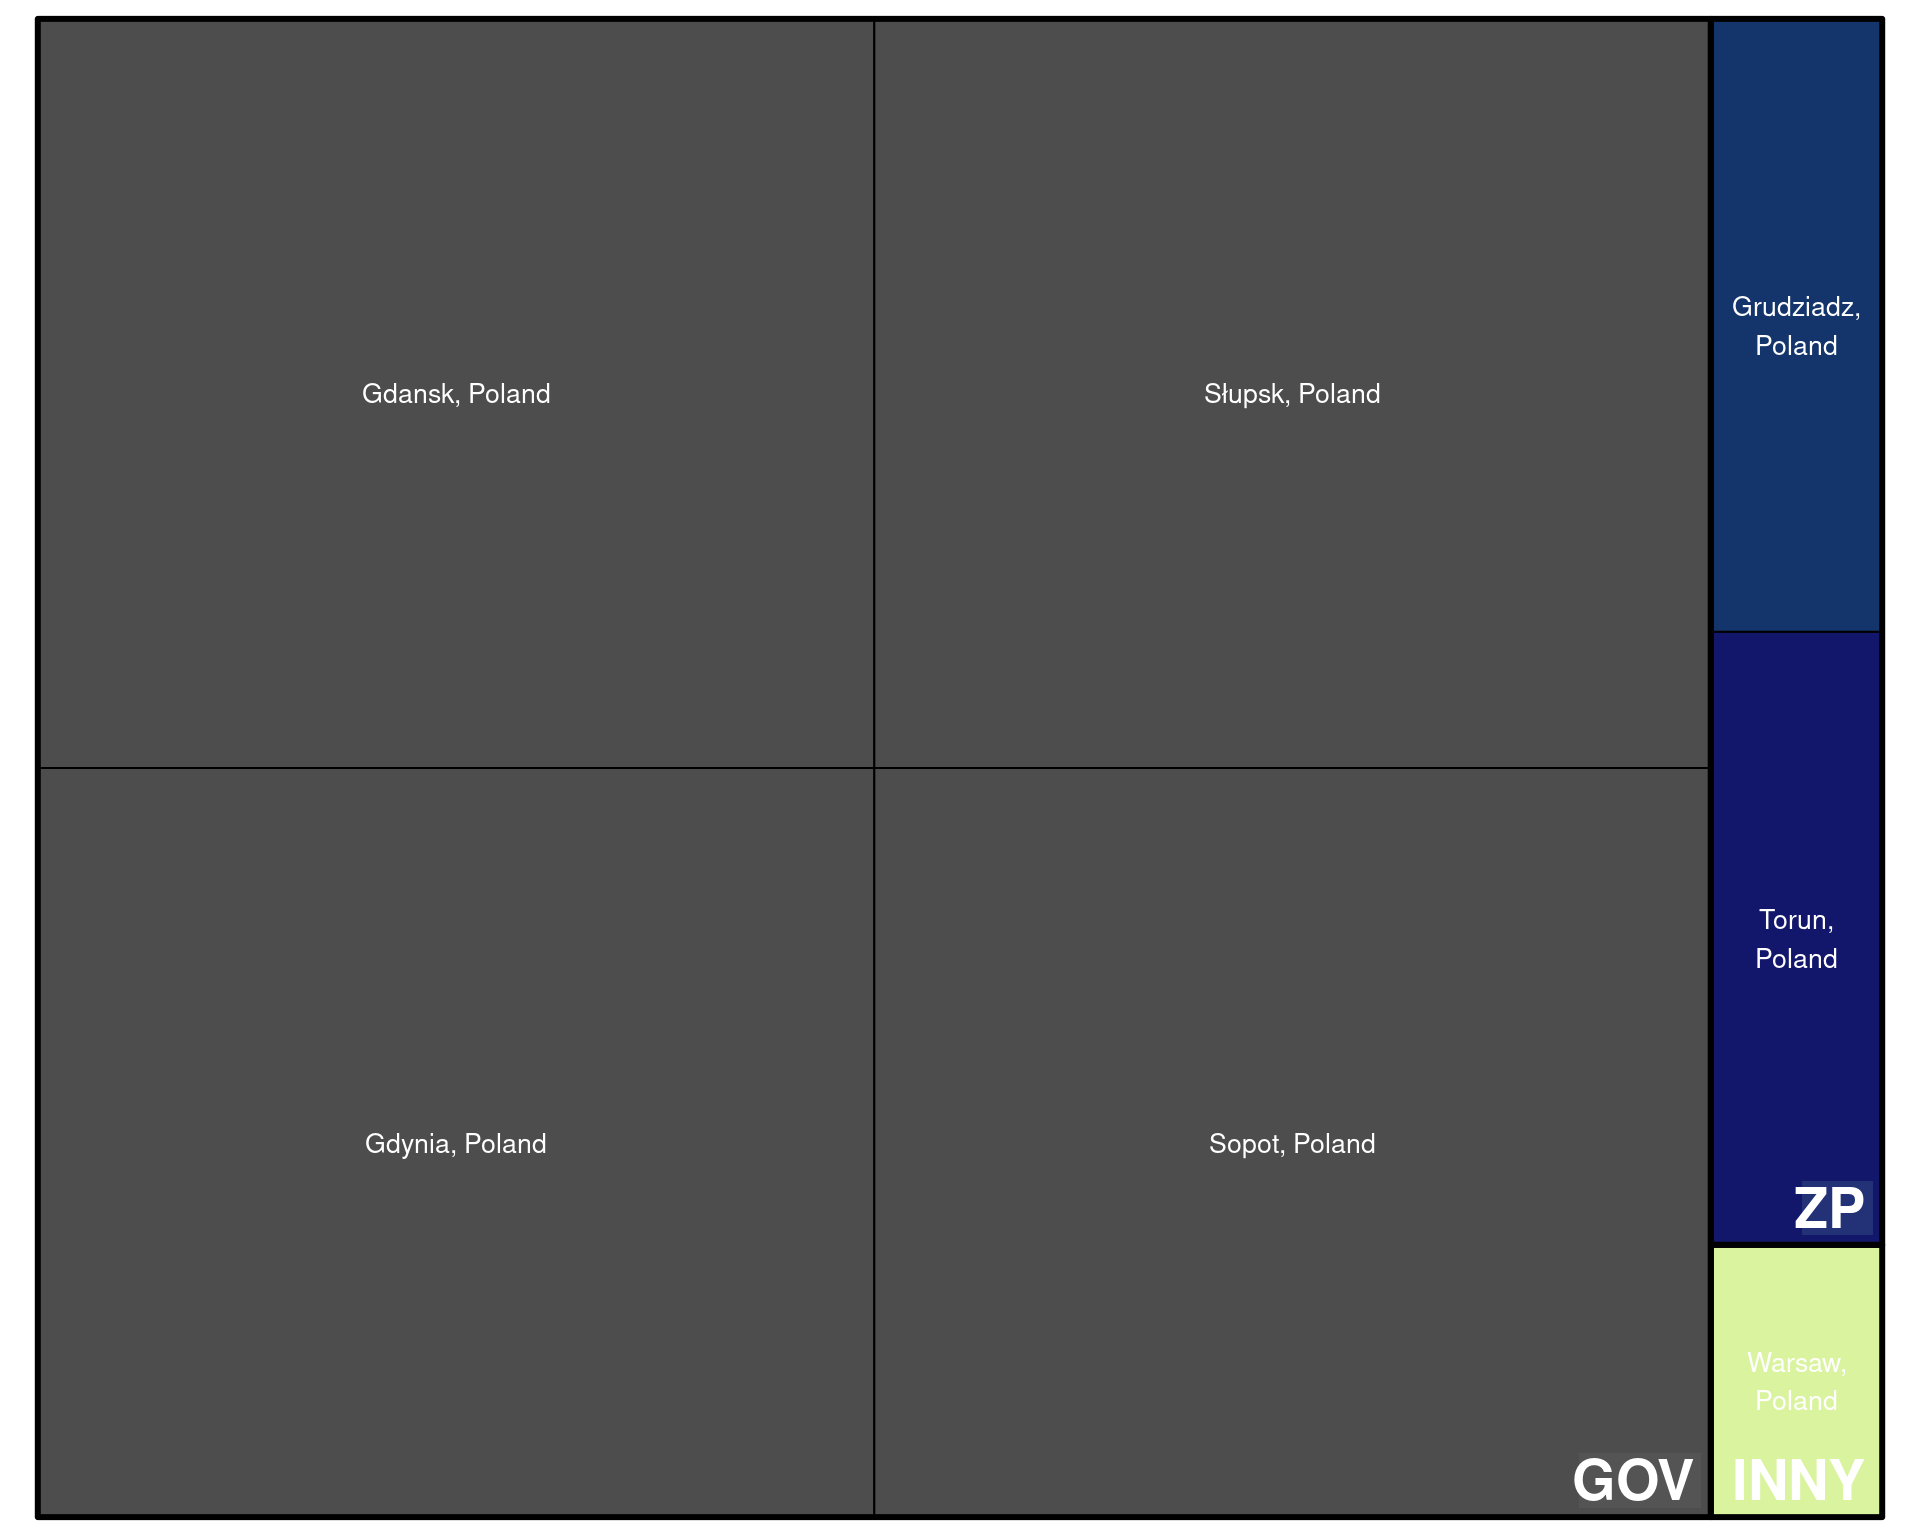 Gdansk, Poland
Słupsk, Poland
Grudziadz,
Poland
Gdynia, Poland
Sopot, Poland
GOV
Torun,
Poland
ZP
Warsaw,
Poland
INNY